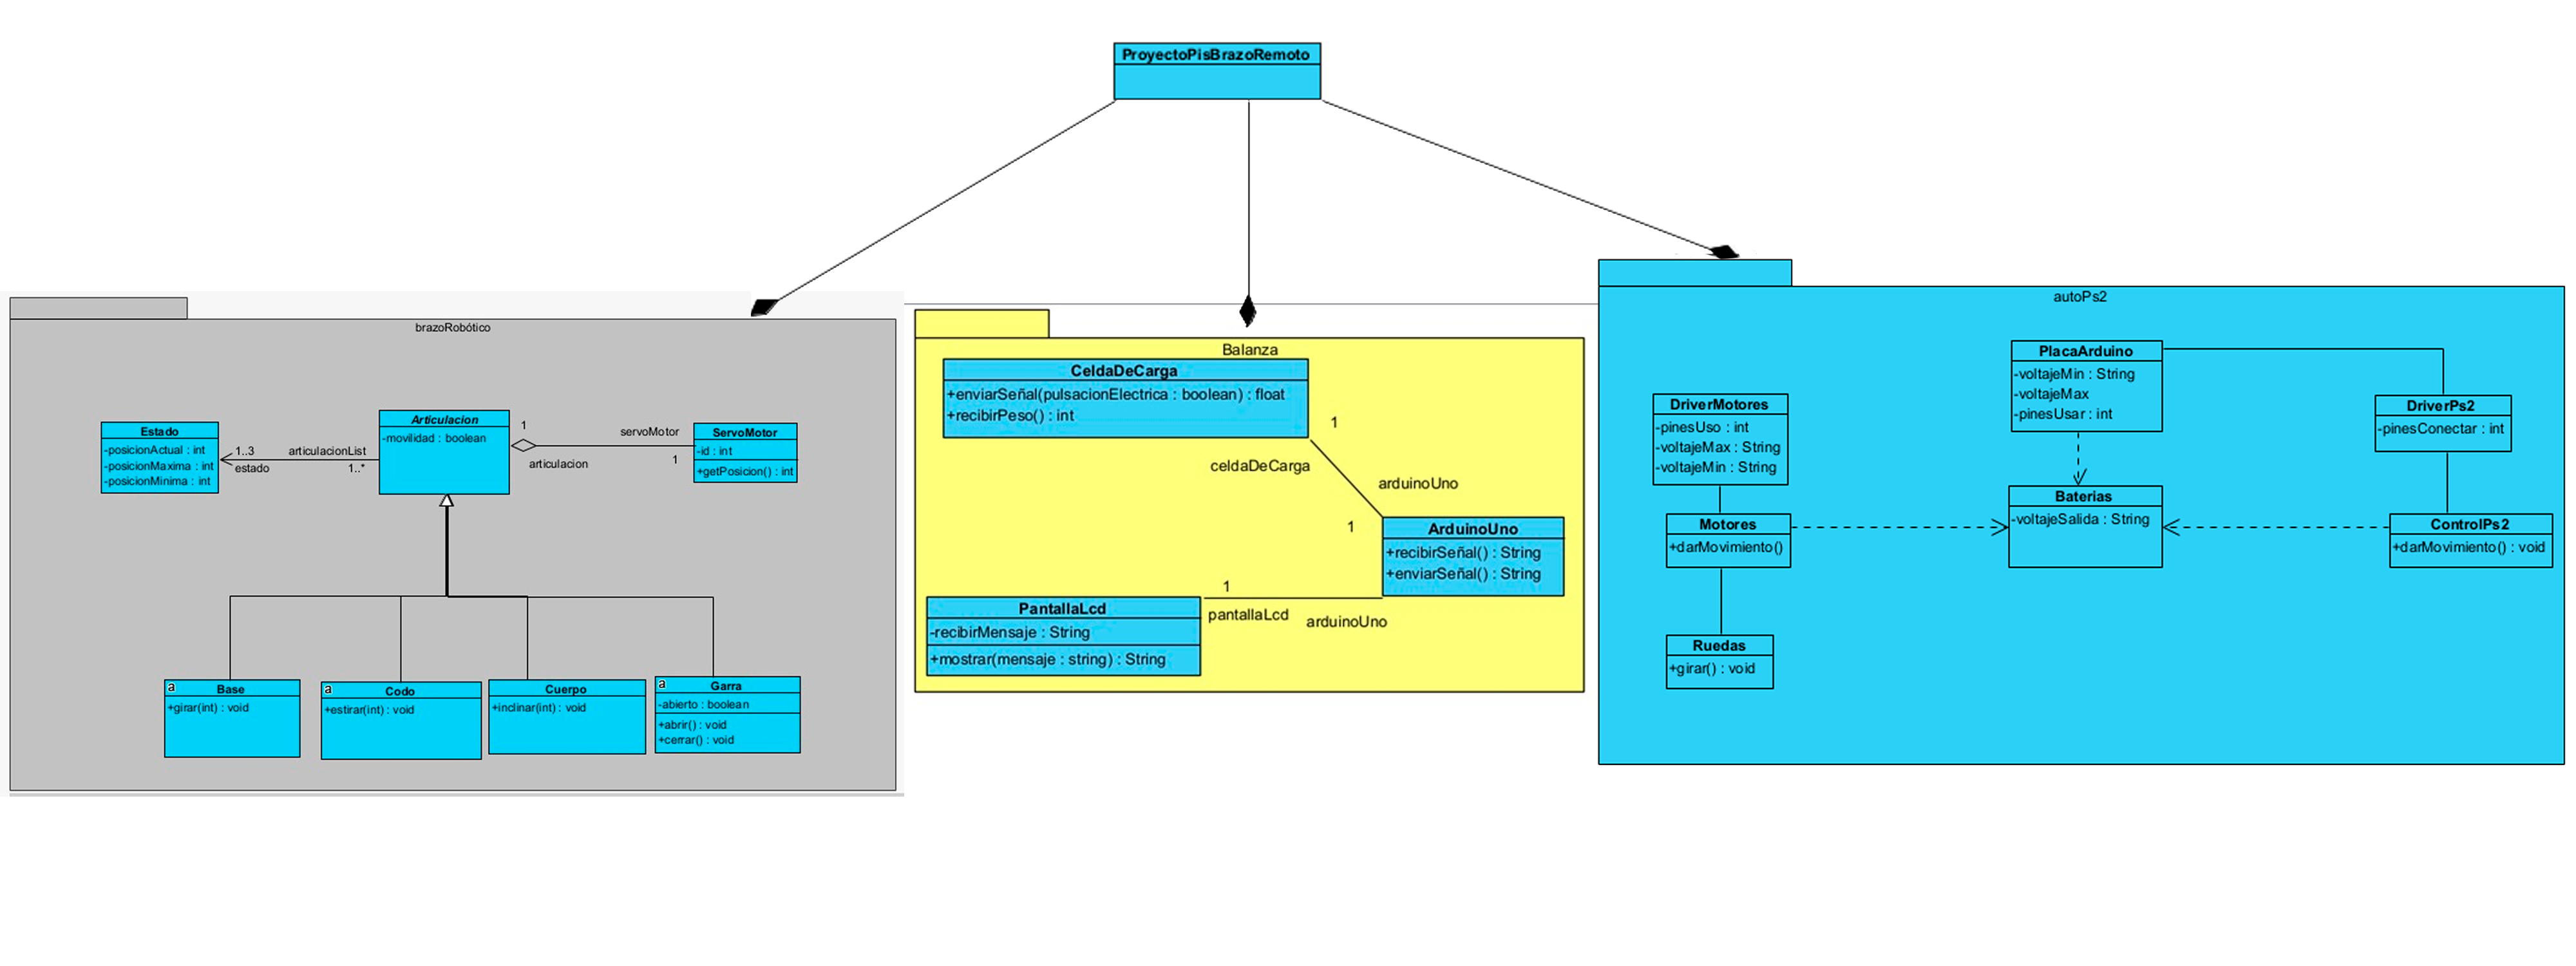 ProyectoPisBrazoRemoto
brazoRobótico
Estado
-posicionActual : int
-posicionMaxima : int
-posicionMinima : int
1..3
estado
articulacionList
1..*
Articulacion
-movilidad : boolean
1
articulacion
servoMotor
1
ServoMotor
-id : int
+getPosicion() : int
a
Base
+girar(int) : void
a
Codo
+estirar(int) : void
Cuerpo
+inclinar(int) : void
a
Garra
-abierto : boolean
+abrir() : void
+cerrar() : void
Balanza
CeldaDeCarga
+enviarSeñal(pulsacionElectrica : boolean) : float
+recibirPeso() : int
1
celdaDeCarga
arduinoUno
1
ArduinoUno
+recibirSeñal() : String
+enviarSeñal() : String
1
pantallaLcd
arduinoUno
PantallaLcd
-recibirMensaje : String
+mostrar(mensaje : string) : String
autoPs2
PlacaArduino
-voltajeMin : String
-voltajeMax
-pinesUsar : int
DriverMotores
-pinesUso : int
-voltajeMax : String
-voltajeMin : String
DriverPs2
-pinesConectar : int
Motores
+darMovimiento()
Baterias
-voltajeSalida : String
ControlPs2
+darMovimiento() : void
Ruedas
+girar() : void